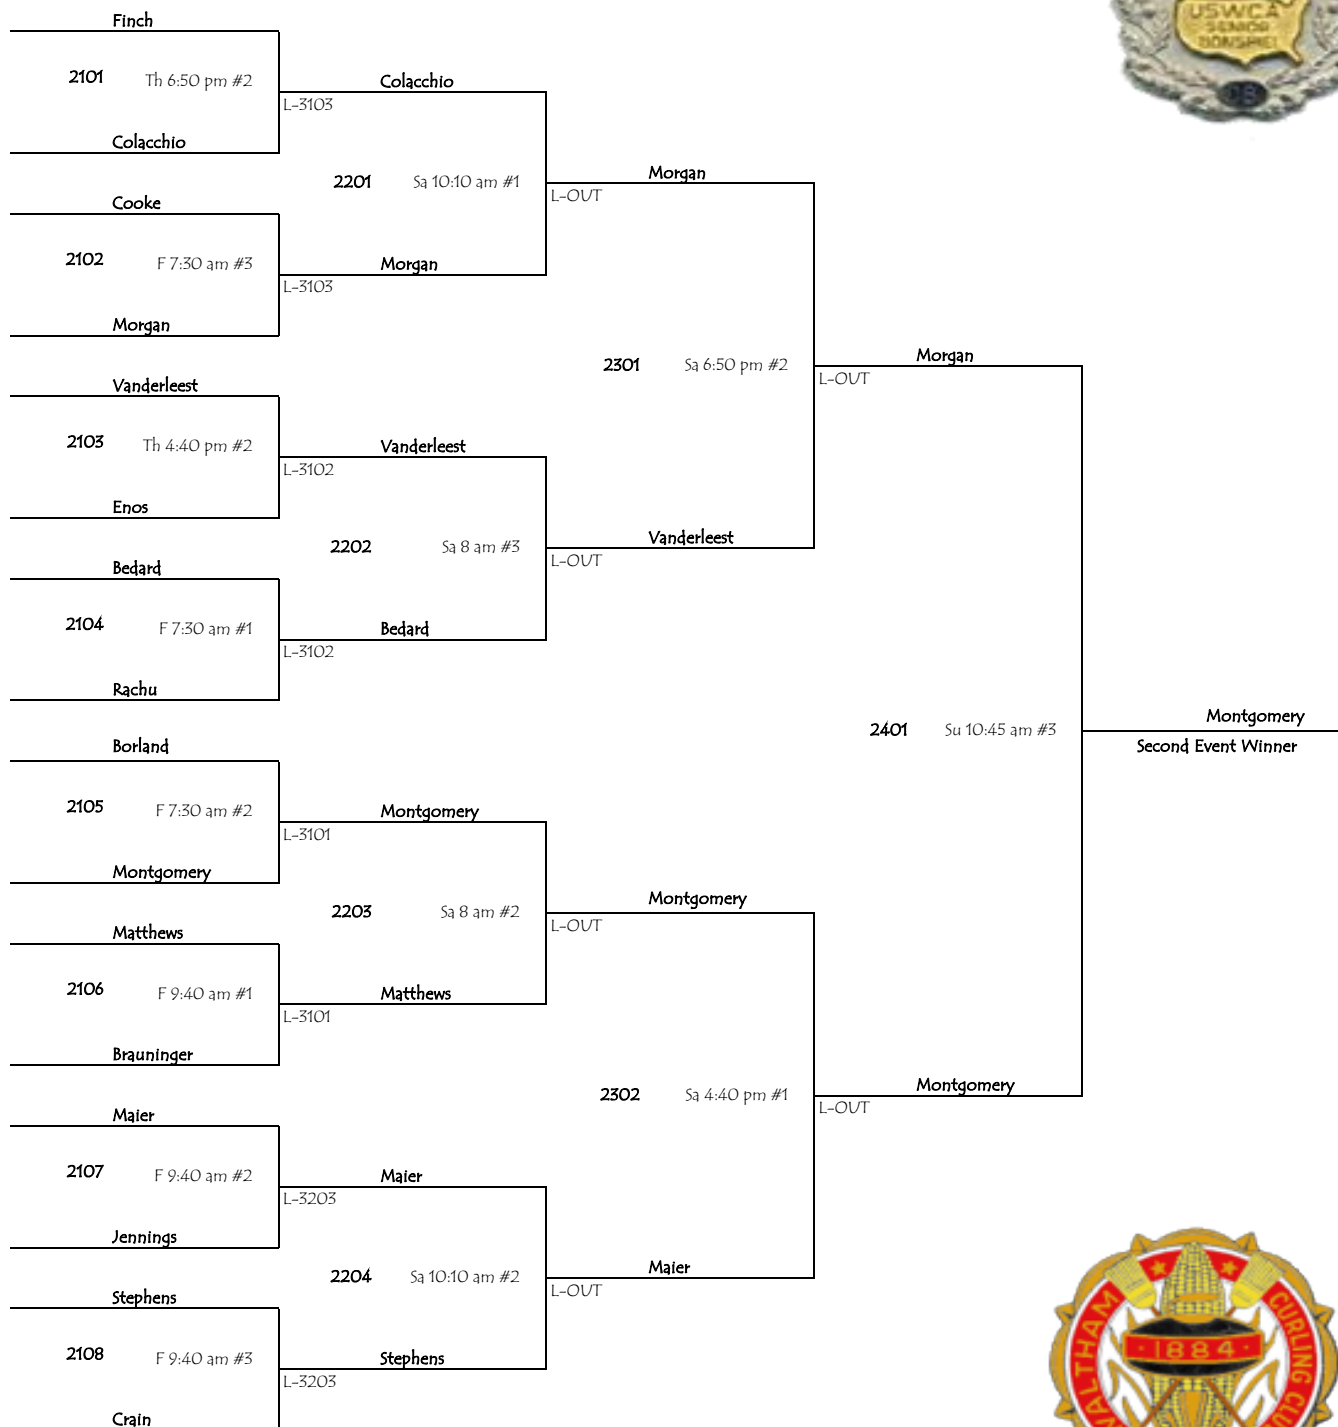 Finch
USWCA
SENIOR
BONSPIEL
2101 Th 6:50 pm #2
Colacchio
L-3103
Colacchio
2201 Sa 10:10 am #1
Morgan
L-OUT
Cooke
2102 F 7:30 am #3
Morgan
L-3103
Morgan
2301 Sa 6:50 pm #2
Morgan
L-OUT
Vanderleest
2103 Th 4:40 pm #2
Vanderleest
L-3102
Enos
2202 Sa 8 am #3
Vanderleest
L-OUT
Bedard
2104 F 7:30 am #1
Bedard
L-3102
Rachu
2401 Su 10:45 am #3
Montgomery
Second Event Winner
Borland
2105 F 7:30 am #2
Montgomery
L-3101
Montgomery
2203 Sa 8 am #2
Montgomery
L-OUT
Matthews
2106 F 9:40 am #1
Matthews
L-3101
Brauninger
2302 Sa 4:40 pm #1
Montgomery
L-OUT
Maier
2107 F 9:40 am #2
Maier
L-3203
Jennings
2204 Sa 10:10 am #2
Maier
L-OUT
Stephens
2108 F 9:40 am #3
Stephens
L-3203
Crain
WALTHAM CURLING
· 1884 ·